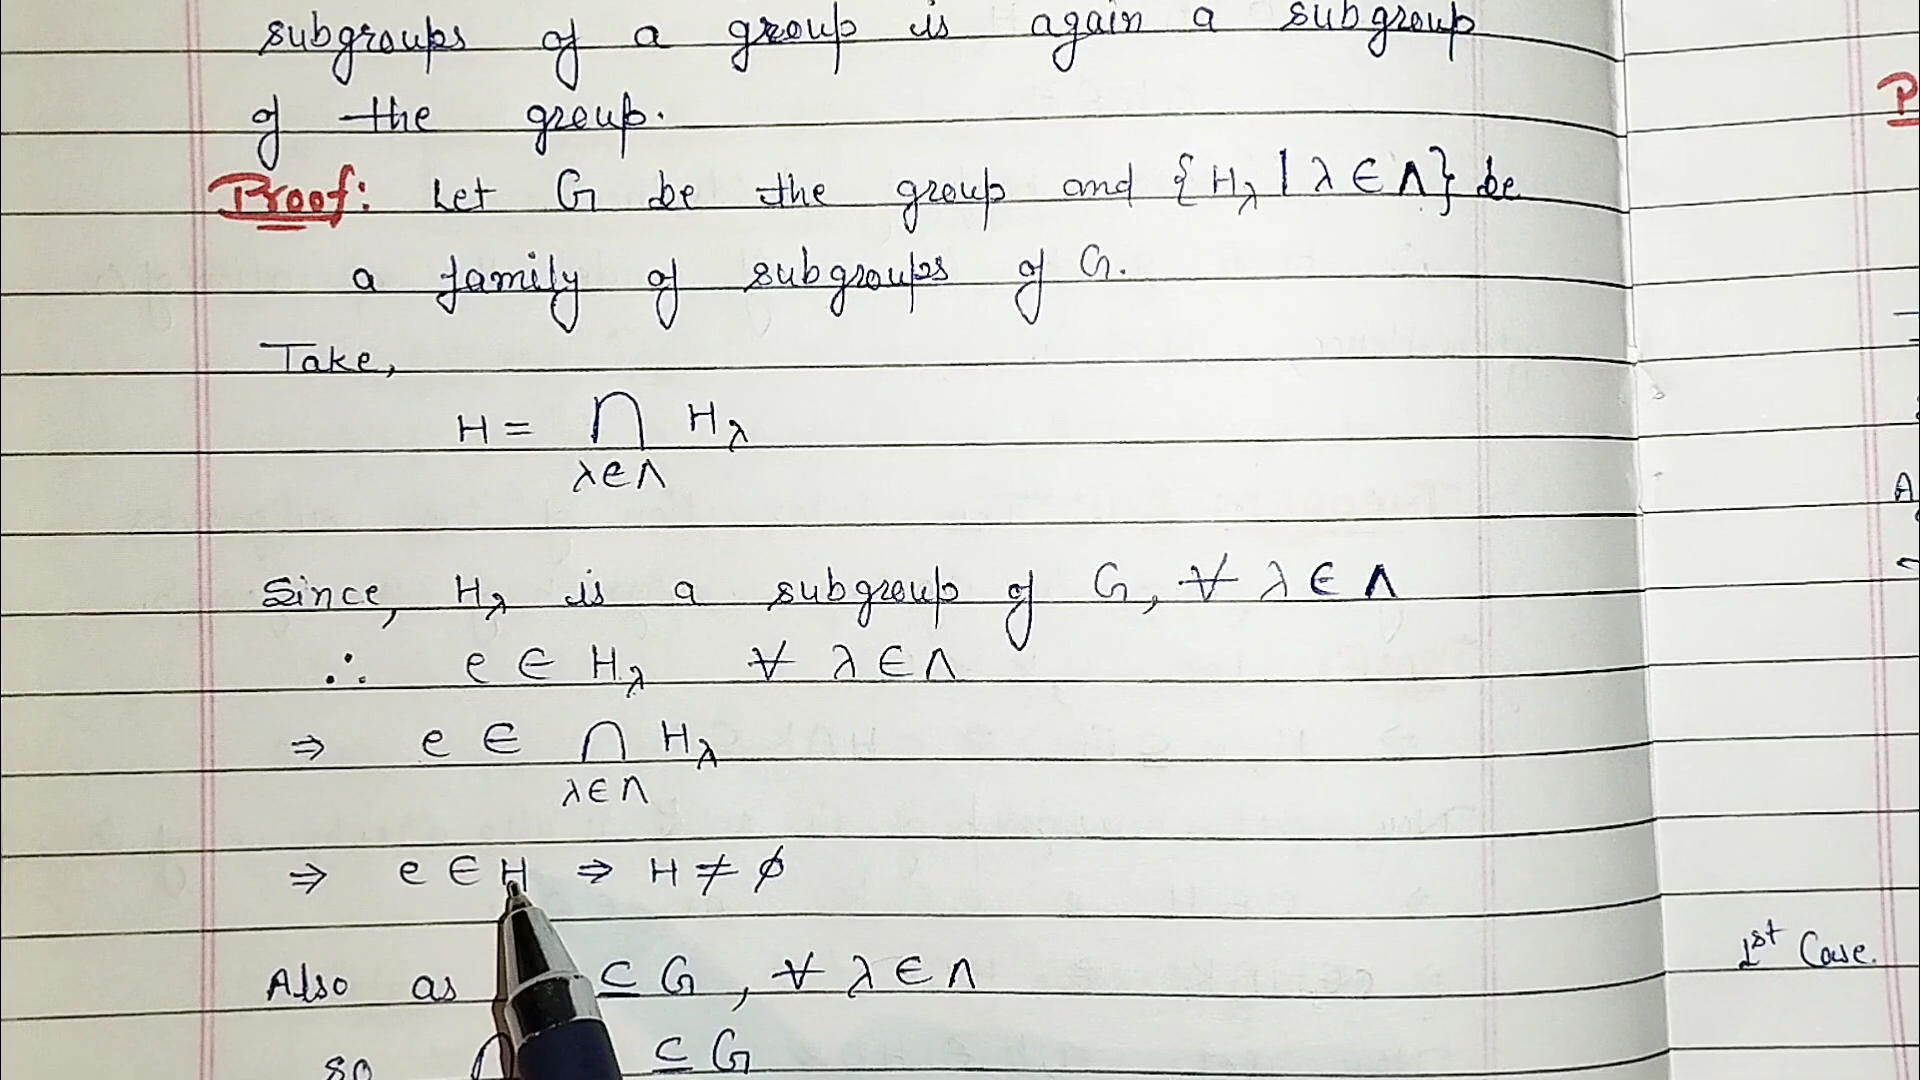 subgroups of a group is again a subgroup
of the group.
Proof: Let G be the group and {H_λ | λ ∈ Λ} be
a family of subgroups of G.
Take,
H = ⋂ H_λ
λ∈Λ
Since, H_λ is a subgroup of G, ∀ λ ∈ Λ
∴ e ∈ H_λ ∀ λ ∈ Λ
⇒ e ∈ ⋂ H_λ
λ∈Λ
⇒ e ∈ H ⇒ H ≠ ϕ
Also as ⊆ G, ∀ λ ∈ Λ
so ⋂ ⊆ G
P
A
1st Case.